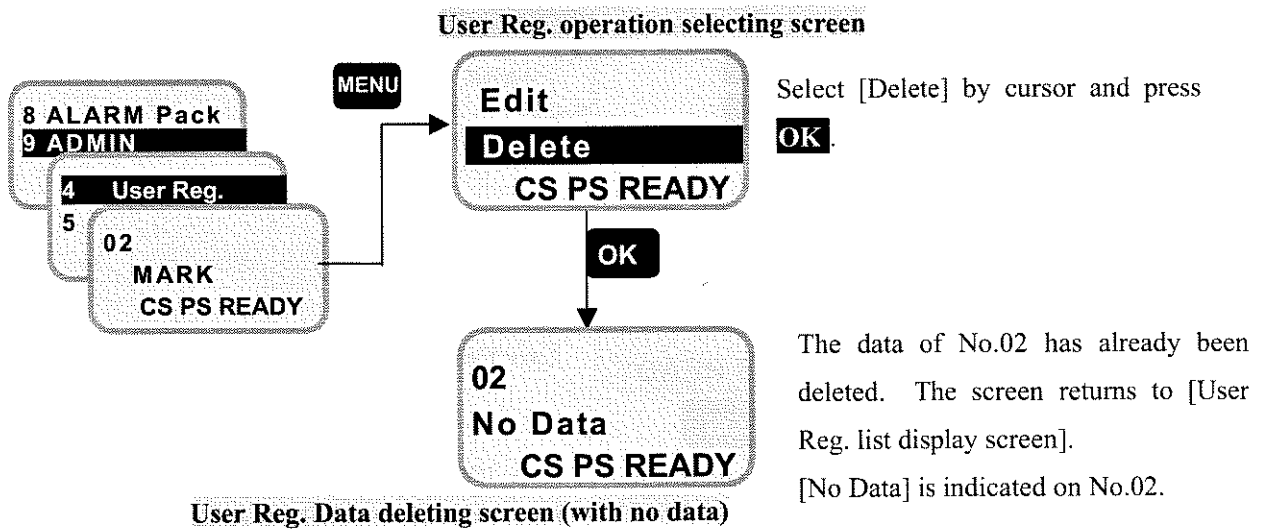 User Reg. operation selecting screen
8 ALARM Pack
9 ADMIN
4 User Reg.
5
02
MARK
CS PS READY
MENU
Edit
Delete
CS PS READY
Select [Delete] by cursor and press
OK.
OK
02
No Data
CS PS READY
The data of No.02 has already been
deleted. The screen returns to [User
Reg. list display screen].
[No Data] is indicated on No.02.
User Reg. Data deleting screen (with no data)